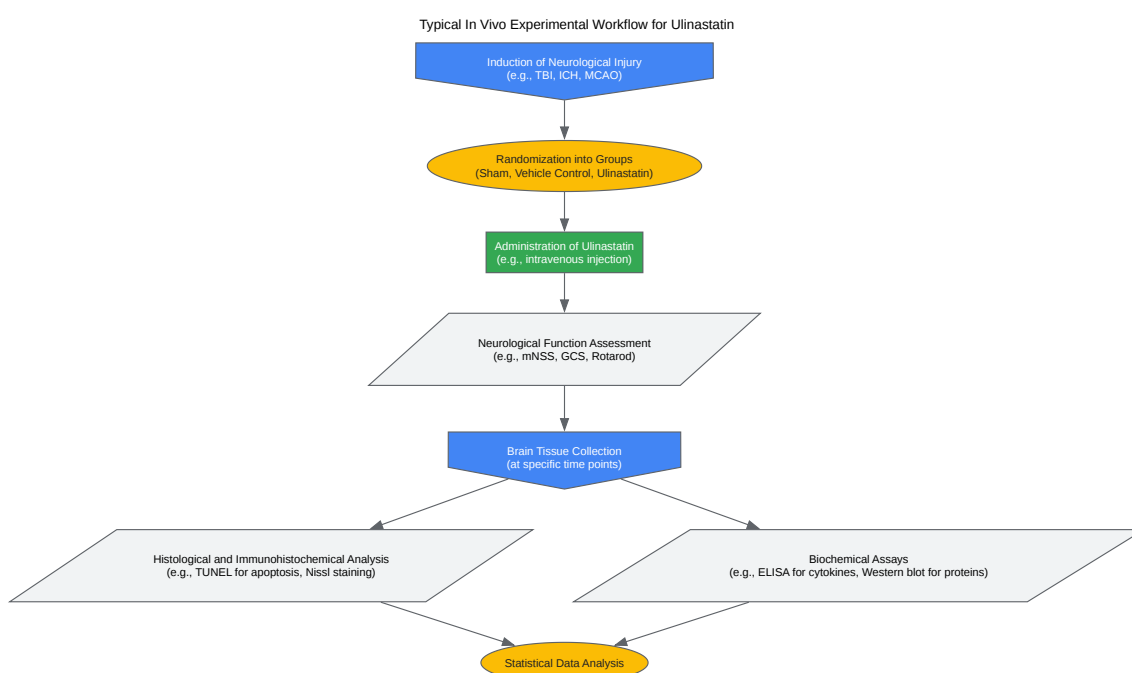 Typical In Vivo Experimental Workflow for Ulinastatin
Induction of Neurological Injury
(e.g., TBI, ICH, MCAO)
Randomization into Groups
(Sham, Vehicle Control, Ulinastatin)
Administration of Ulinastatin
(e.g., intravenous injection)
Neurological Function Assessment
(e.g., mNSS, GCS, Rotarod)
Brain Tissue Collection
(at specific time points)
Histological and Immunohistochemical Analysis
(e.g., TUNEL for apoptosis, Nissl staining)
Biochemical Assays
(e.g., ELISA for cytokines, Western blot for proteins)
Statistical Data Analysis